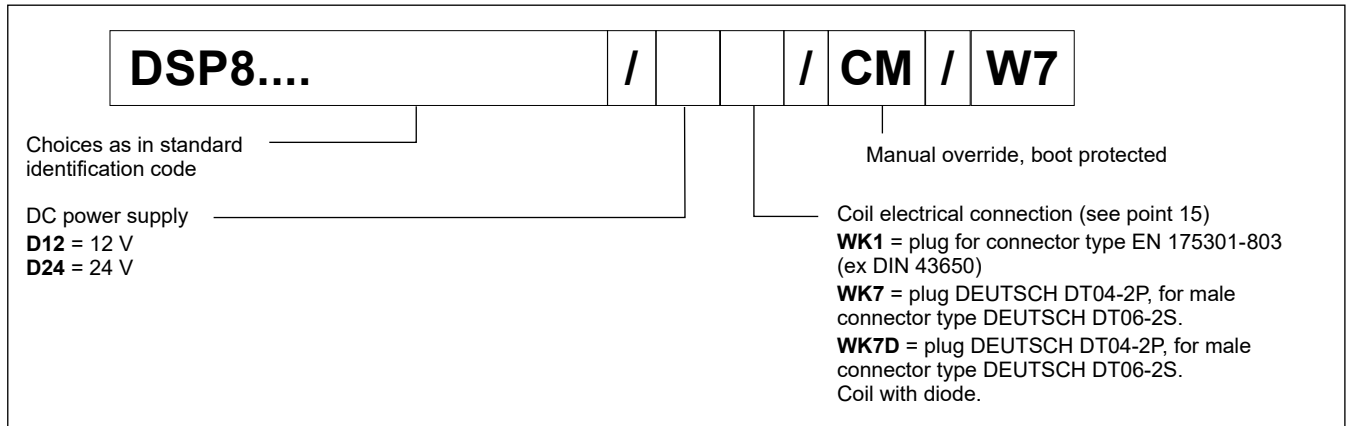 DSP8.... / / CM / W7
Choices as in standard
identification code
Manual override, boot protected
DC power supply
D12 = 12 V
D24 = 24 V
Coil electrical connection (see point 15)
WK1 = plug for connector type EN 175301-803
(ex DIN 43650)
WK7 = plug DEUTSCH DT04-2P, for male
connector type DEUTSCH DT06-2S.
WK7D = plug DEUTSCH DT04-2P, for male
connector type DEUTSCH DT06-2S.
Coil with diode.